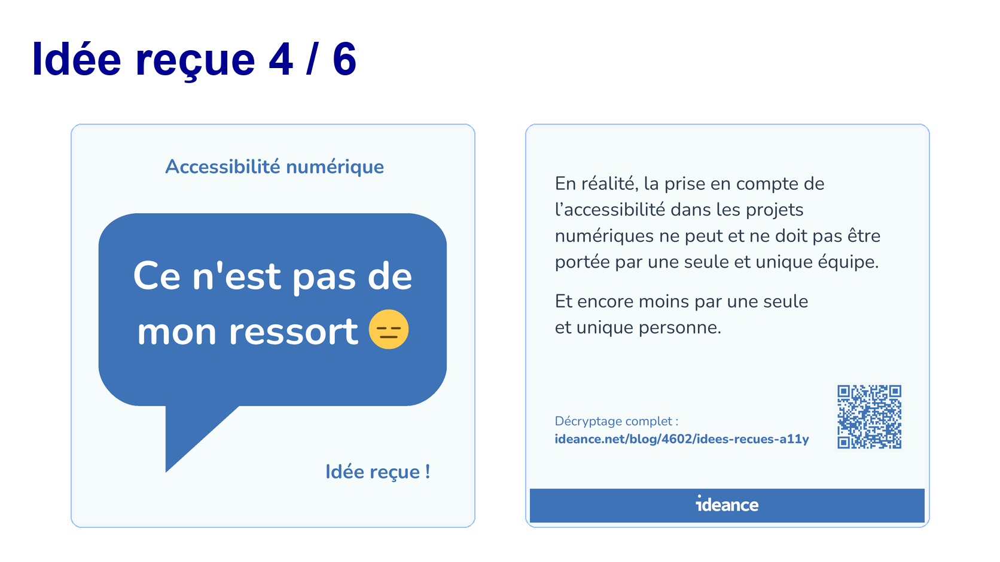 Idée reçue 4 / 6
Accessibilité numérique
Ce n'est pas de
mon ressort 😑
Idée reçue !
En réalité, la prise en compte de
l’accessibilité dans les projets
numériques ne peut et ne doit pas être
portée par une seule et unique équipe.
Et encore moins par une seule
et unique personne.
Décryptage complet :
ideance.net/blog/4602/idees-recues-a11y
ideance